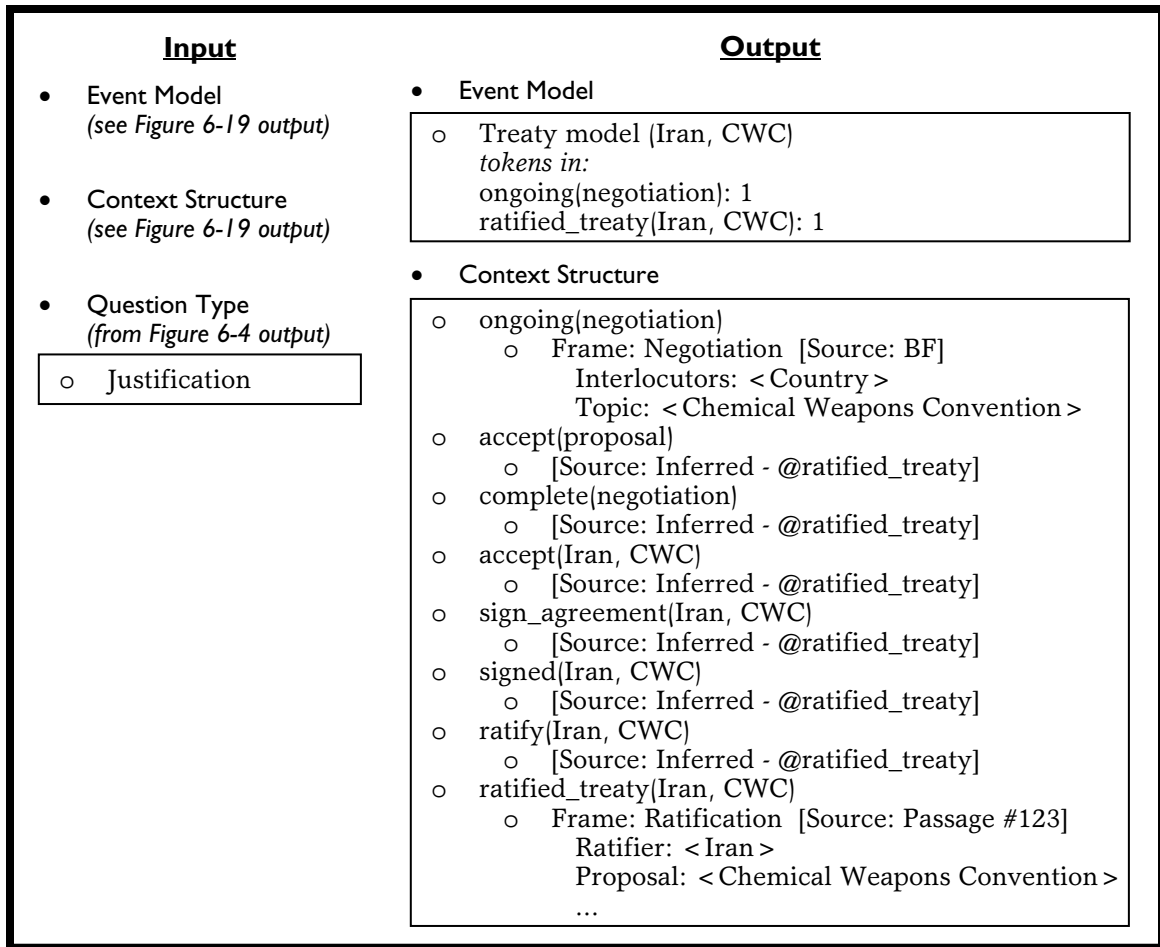 Input
• Event Model
(see Figure 6-19 output)
• Context Structure
(see Figure 6-19 output)
• Question Type
(from Figure 6-4 output)
o Justification
Output
• Event Model
o Treaty model (Iran, CWC)
tokens in:
ongoing(negotiation): 1
ratified_treaty(Iran, CWC): 1
• Context Structure
o ongoing(negotiation)
o Frame: Negotiation [Source: BF]
Interlocutors: <Country>
Topic: <Chemical Weapons Convention>
o accept(proposal)
o [Source: Inferred - @ratified_treaty]
o complete(negotiation)
o [Source: Inferred - @ratified_treaty]
o accept(Iran, CWC)
o [Source: Inferred - @ratified_treaty]
o sign_agreement(Iran, CWC)
o [Source: Inferred - @ratified_treaty]
o signed(Iran, CWC)
o [Source: Inferred - @ratified_treaty]
o ratify(Iran, CWC)
o [Source: Inferred - @ratified_treaty]
o ratified_treaty(Iran, CWC)
o Frame: Ratification [Source: Passage #123]
Ratifier: <Iran>
Proposal: <Chemical Weapons Convention>
...